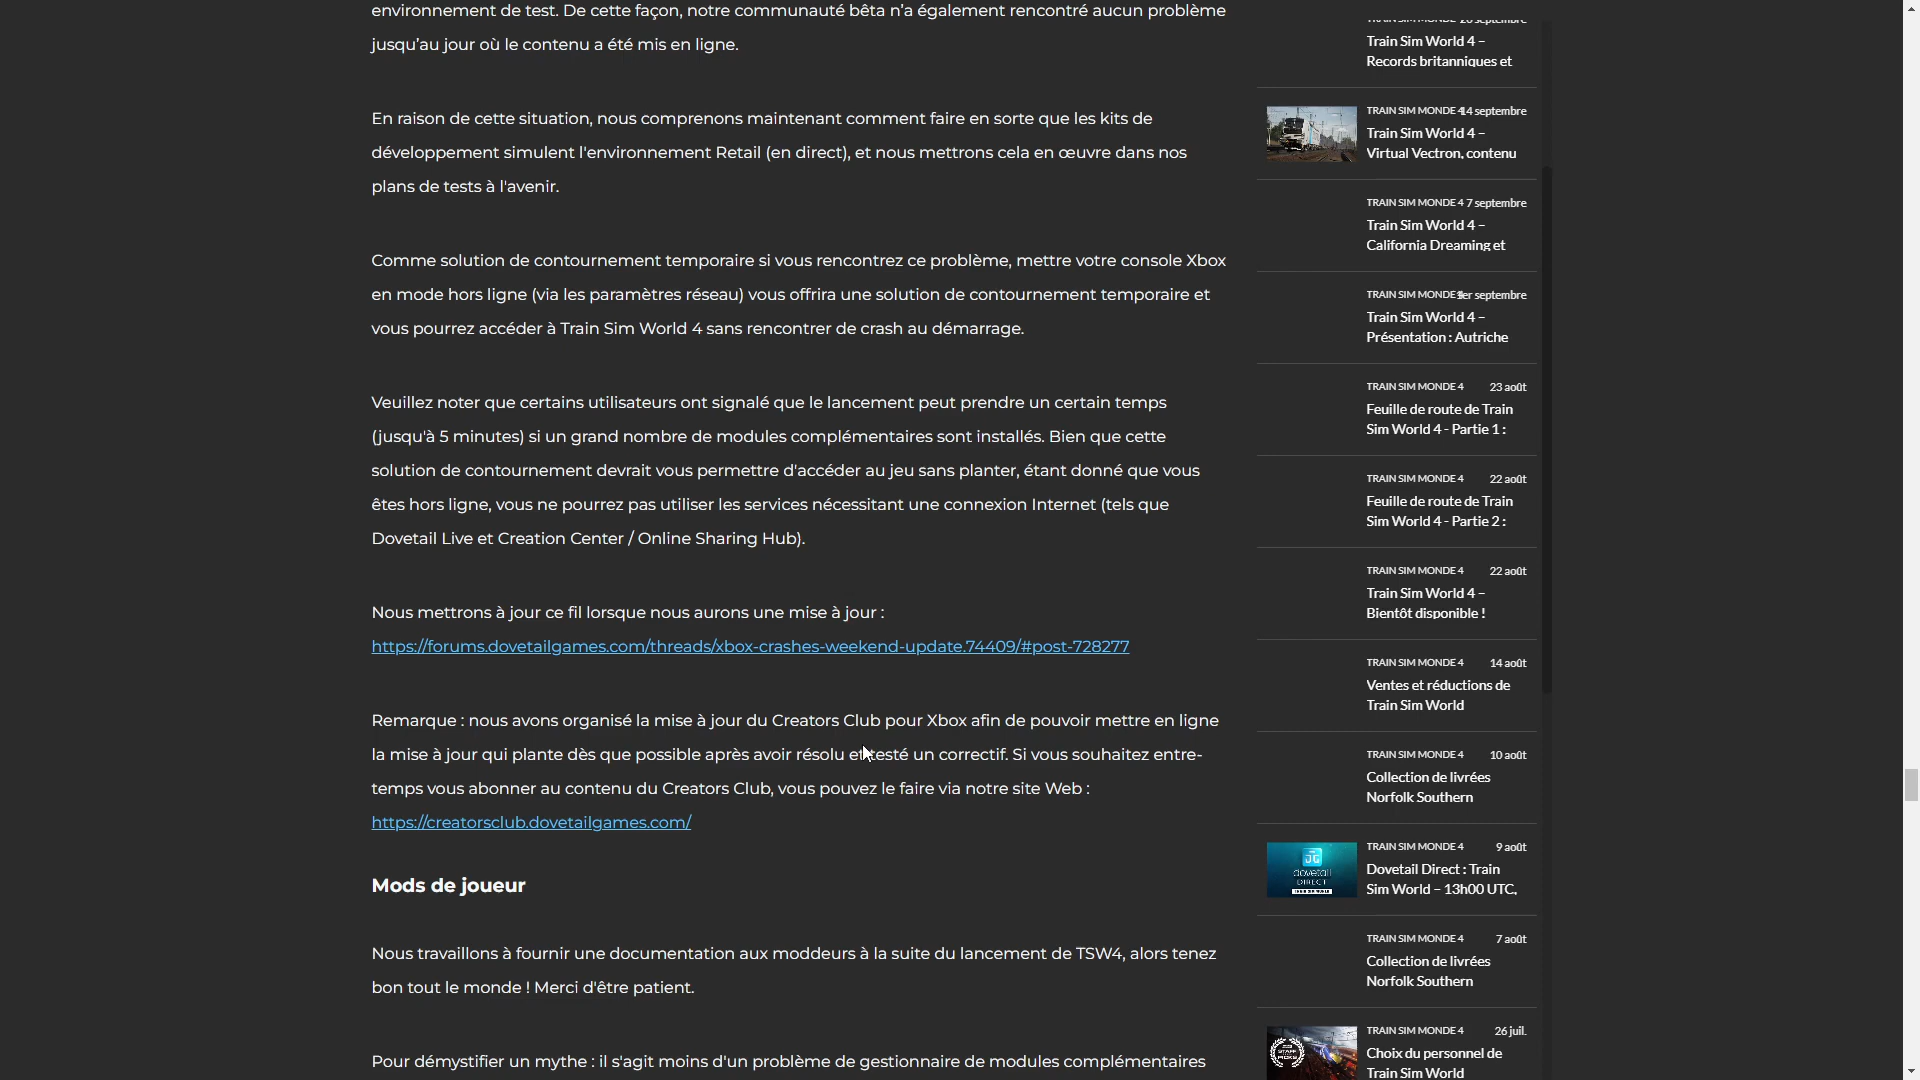 environnement de test. De cette façon, notre communauté bêta n’a également rencontré aucun problème
jusqu’au jour où le contenu a été mis en ligne.
En raison de cette situation, nous comprenons maintenant comment faire en sorte que les kits de
développement simulent l'environnement Retail (en direct), et nous mettrons cela en œuvre dans nos
plans de tests à l'avenir.
Comme solution de contournement temporaire si vous rencontrez ce problème, mettre votre console Xbox
en mode hors ligne (via les paramètres réseau) vous offrira une solution de contournement temporaire et
vous pourrez accéder à Train Sim World 4 sans rencontrer de crash au démarrage.
Veuillez noter que certains utilisateurs ont signalé que le lancement peut prendre un certain temps
(jusqu'à 5 minutes) si un grand nombre de modules complémentaires sont installés. Bien que cette
solution de contournement devrait vous permettre d'accéder au jeu sans planter, étant donné que vous
êtes hors ligne, vous ne pourrez pas utiliser les services nécessitant une connexion Internet (tels que
Dovetail Live et Creation Center / Online Sharing Hub).
Nous mettrons à jour ce fil lorsque nous aurons une mise à jour :
https://forums.dovetailgames.com/threads/xbox-crashes-weekend-update.74409/#post-728277
Remarque : nous avons organisé la mise à jour du Creators Club pour Xbox afin de pouvoir mettre en ligne
la mise à jour qui plante dès que possible après avoir résolu et testé un correctif. Si vous souhaitez entre-
temps vous abonner au contenu du Creators Club, vous pouvez le faire via notre site Web :
https://creatorsclub.dovetailgames.com/
Mods de joueur
Nous travaillons à fournir une documentation aux moddeurs à la suite du lancement de TSW4, alors tenez
bon tout le monde ! Merci d'être patient.
Pour démystifier un mythe : il s'agit moins d'un problème de gestionnaire de modules complémentaires
Train Sim World 4 –
Records britanniques et
TRAIN SIM MONDE 4 14 septembre
Train Sim World 4 –
Virtual Vectron, contenu
TRAIN SIM MONDE 4 7 septembre
Train Sim World 4 –
California Dreaming et
TRAIN SIM MONDE 1er septembre
Train Sim World 4 –
Présentation : Autriche
TRAIN SIM MONDE 4 23 août
Feuille de route de Train
Sim World 4 - Partie 1 :
TRAIN SIM MONDE 4 22 août
Feuille de route de Train
Sim World 4 - Partie 2 :
TRAIN SIM MONDE 4 22 août
Train Sim World 4 –
Bientôt disponible !
TRAIN SIM MONDE 4 14 août
Ventes et réductions de
Train Sim World
TRAIN SIM MONDE 4 10 août
Collection de livrées
Norfolk Southern
dovetail
DIRECT
TRAIN SIM MONDE 4 9 août
Dovetail Direct : Train
Sim World – 13h00 UTC,
TRAIN SIM MONDE 4 7 août
Collection de livrées
Norfolk Southern
STAFF
PICKS
TRAIN SIM MONDE 4 26 juil.
Choix du personnel de
Train Sim World